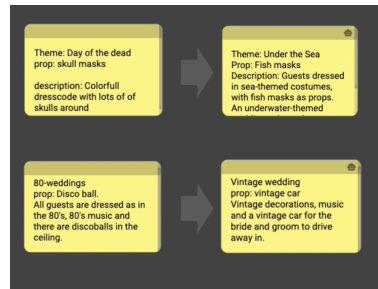 Theme: Day of the dead
prop: skull masks
description: Colorfull
dresscode with lots of of
skulls around
Theme: Under the Sea
Prop: Fish masks
Description: Guests dressed
in sea-themed costumes,
with fish masks as props.
An underwater-themed
80-weddings
prop: Disco ball.
All guests are dressed as in
the 80's, 80's music and
there are discoballs in the
ceiling.
Vintage wedding
prop: vintage car
Vintage decorations, music
and a vintage car for the
bride and groom to drive
away in.